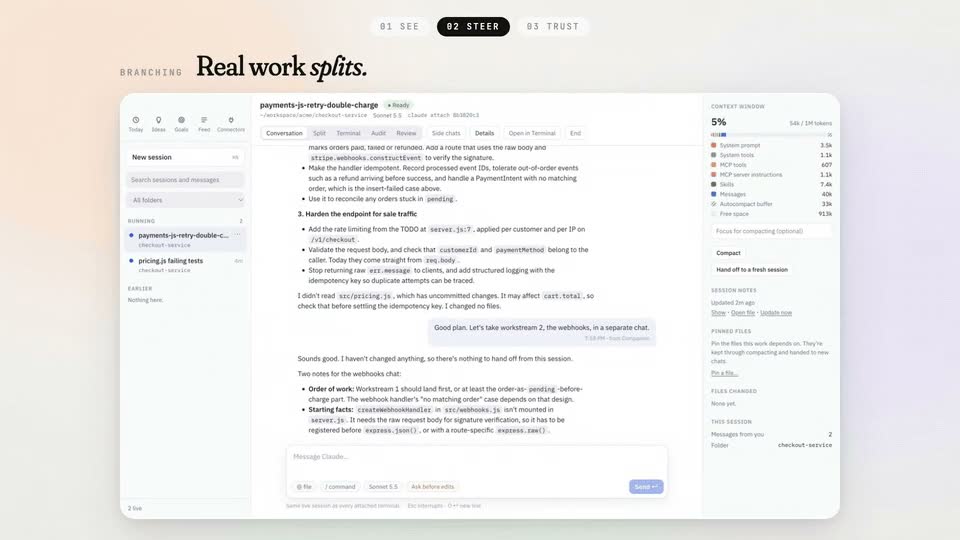 01 SEE
02 STEER
03 TRUST
BRANCHING
Real work splits.
Today
Ideas
Goals
Feed
Connectors
New session
Search sessions and messages
All folders
RUNNING 2
payments-js-retry-double-c...
checkout-service
pricing.js failing tests
checkout-service
EARLIER
Nothing here.
2 live
payments-js-retry-double-charge
Ready
~/workspace/acme/checkout-service Sonnet 5.5 claude attach 8b3820c3
Conversation
Split
Terminal
Audit
Review
Side chats
Details
Open in Terminal
End
marks orders paid, failed or refunded. Add a route that uses the raw body and
stripe.webhooks.constructEvent to verify the signature.
• Make the handler idempotent. Record processed event IDs, tolerate out-of-order events
such as a refund arriving before success, and handle a PaymentIntent with no matching
order, which is the insert-failed case above.
• Use it to reconcile any orders stuck in pending.
3. Harden the endpoint for sale traffic
• Add the rate limiting from the TODO at server.js:7, applied per customer and per IP on
/v1/checkout.
• Validate the request body, and check that customerId and paymentMethod belong to the
caller. Today they come straight from req.body.
• Stop returning raw err.message to clients, and add structured logging with the
idempotency key so duplicate attempts can be traced.
I didn't read src/pricing.js, which has uncommitted changes. It may affect cart.total, so
check that before settling the idempotency key. I changed no files.
Good plan. Let's take workstream 2, the webhooks, in a separate chat.
7:58 PM · from Companion
Sounds good. I haven't changed anything, so there's nothing to hand off from this session.
Two notes for the webhooks chat:
• Order of work: Workstream 1 should land first, or at least the order-as-pending-before-
charge part. The webhook handler's "no matching order" case depends on that design.
• Starting facts: createWebhookHandler in src/webhooks.js isn't mounted in
server.js. It needs the raw request body for signature verification, so it has to be
registered before express.json(), or with a route-specific express.raw().
Message Claude...
@ file
/ command
Sonnet 5.5
Ask before edits
Send
Same live session as every attached terminal. Esc interrupts · ⇧⏎ new line
CONTEXT WINDOW
5% 54k / 1M tokens
System prompt 3.5k
System tools 1.1k
MCP tools 607
MCP server instructions 1.1k
Skills 7.4k
Messages 40k
Autocompact buffer 33k
Free space 913k
Focus for compacting (optional)
Compact
Hand off to a fresh session
SESSION NOTES
Updated 2m ago
Show · Open file · Update now
PINNED FILES
Pin the files this work depends on. They're
kept through compacting and handed to new
chats.
Pin a file...
FILES CHANGED
None yet.
THIS SESSION
Messages from you 2
Folder checkout-service